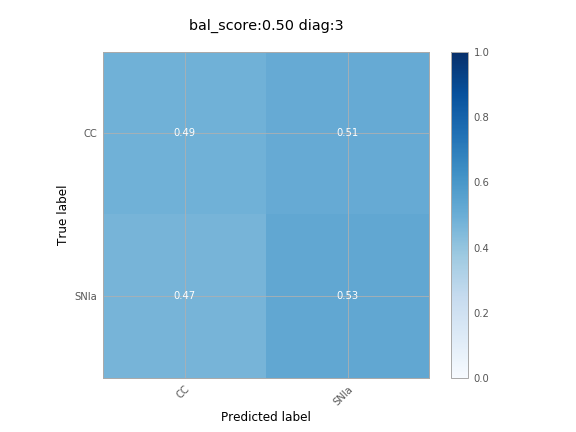 bal_score:0.50 diag:3
1.0
0.8
CC
0.49
0.51
0.6
True label
0.4
SNIa
0.47
0.53
0.2
0.0
CC
SNIa
Predicted label